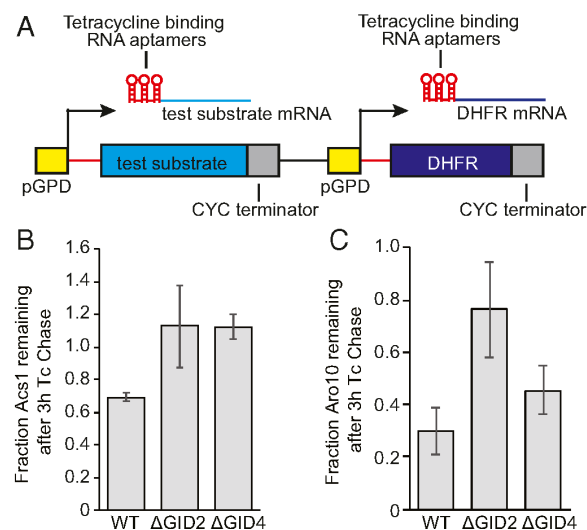 A
Tetracycline binding
RNA aptamers
Tetracycline binding
RNA aptamers
test substrate mRNA
DHFR mRNA
test substrate
DHFR
pGPD
pGPD
CYC terminator
CYC terminator
B
Fraction Acs1 remaining
after 3h Tc Chase
1.6
1.4
1.2
1.0
0.8
0.6
0.4
0.2
0
WT ΔGID2 ΔGID4
C
Fraction Aro10 remaining
after 3h Tc Chase
1.0
0.8
0.6
0.4
0.2
0
WT ΔGID2 ΔGID4